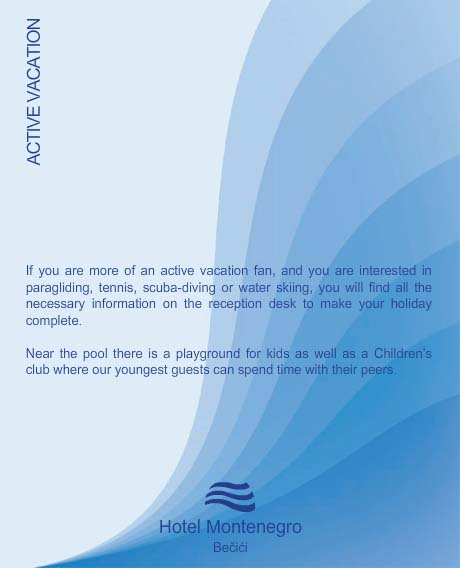 ACTIVE VACATION
If you are more of an active vacation fan, and you are interested in
paragliding, tennis, scuba-diving or water skiing, you will find all the
necessary information on the reception desk to make your holiday
complete.
Near the pool there is a playground for kids as well as a Children's
club where our youngest guests can spend time with their peers.
Hotel Montenegro
Bečići